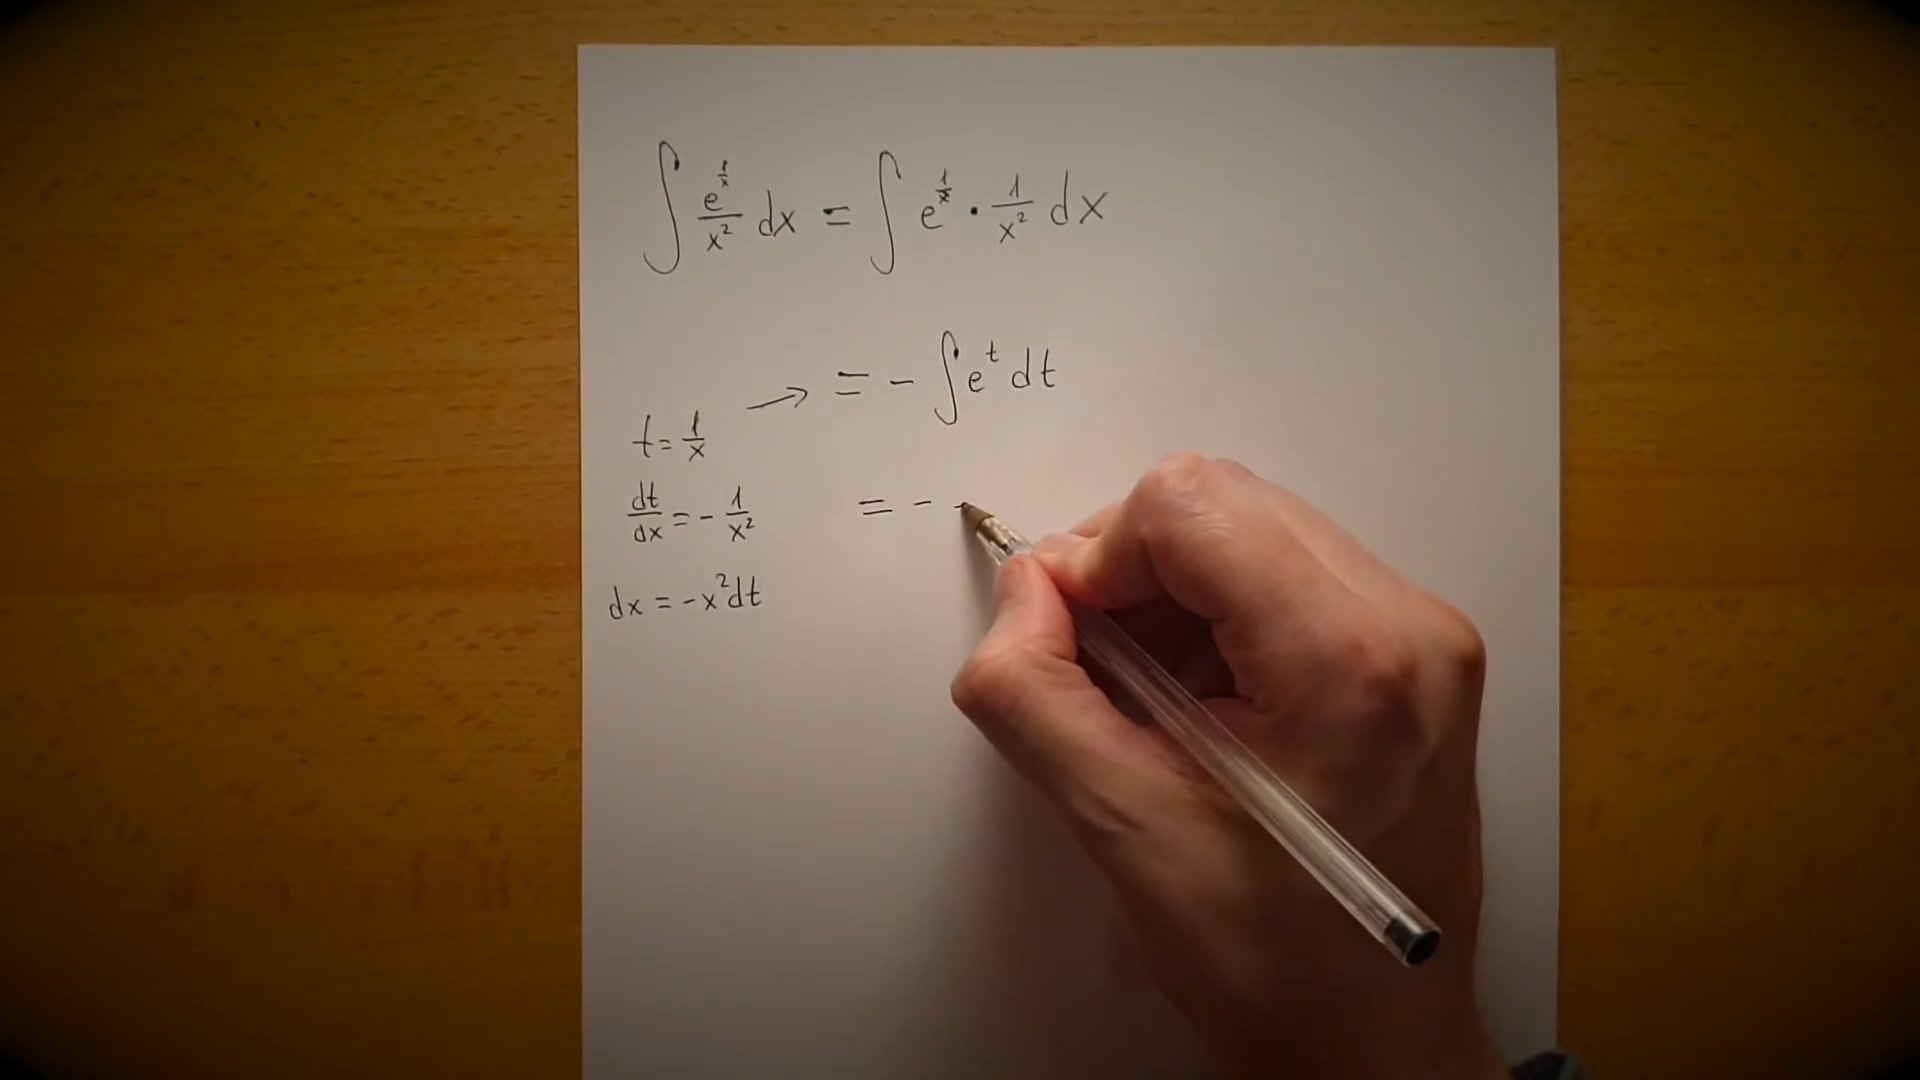 ∫ e^(1/x)/x² dx = ∫ e^(1/x) · 1/x² dx
→ = - ∫ e^t dt
t = 1/x
dt/dx = - 1/x²
= -
dx = -x² dt